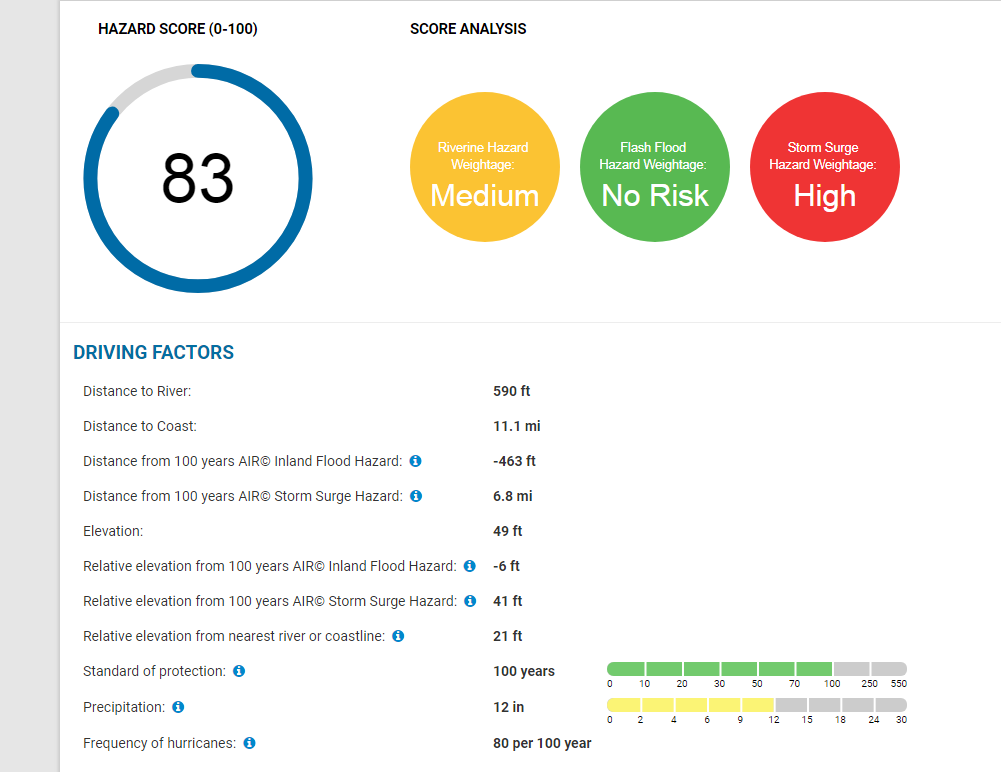 HAZARD SCORE (0-100)
SCORE ANALYSIS
83
Riverine Hazard
Weightage:
Medium
Flash Flood
Hazard Weightage:
No Risk
Storm Surge
Hazard Weightage:
High
DRIVING FACTORS
Distance to River: 590 ft
Distance to Coast: 11.1 mi
Distance from 100 years AIR© Inland Flood Hazard: -463 ft
Distance from 100 years AIR© Storm Surge Hazard: 6.8 mi
Elevation: 49 ft
Relative elevation from 100 years AIR© Inland Flood Hazard: -6 ft
Relative elevation from 100 years AIR© Storm Surge Hazard: 41 ft
Relative elevation from nearest river or coastline: 21 ft
Standard of protection: 100 years
0 10 20 30 50 70 100 250 550
Precipitation: 12 in
0 2 4 6 9 12 15 18 24 30
Frequency of hurricanes: 80 per 100 year